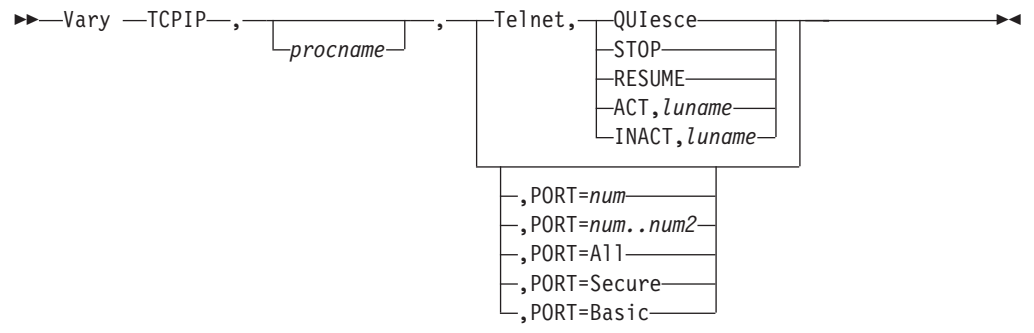 Vary TCPIP , procname , Telnet, QUIesce
STOP
RESUME
ACT,luname
INACT,luname
,PORT=num
,PORT=num..num2
,PORT=All
,PORT=Secure
,PORT=Basic